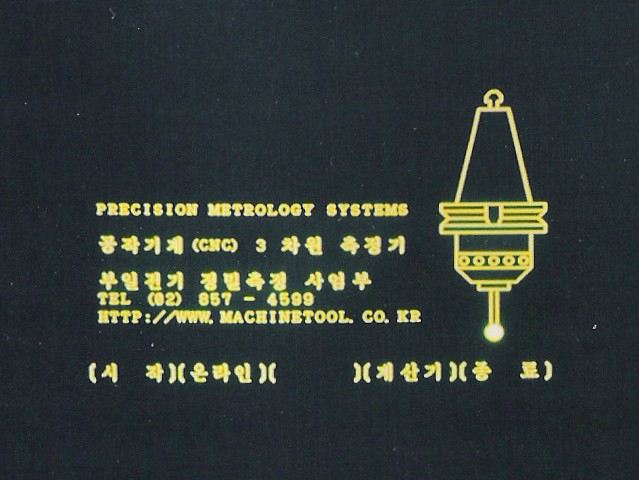 PRECISION METROLOGY SYSTEMS
공작기계(CNC) 3 차원 측정기
부일전기 정밀측정 사업부
TEL (02) 857 - 4599
HTTP://WWW.MACHINETOOL.CO.KR
(시 작)(온라인)( )(계산기)(종 료)